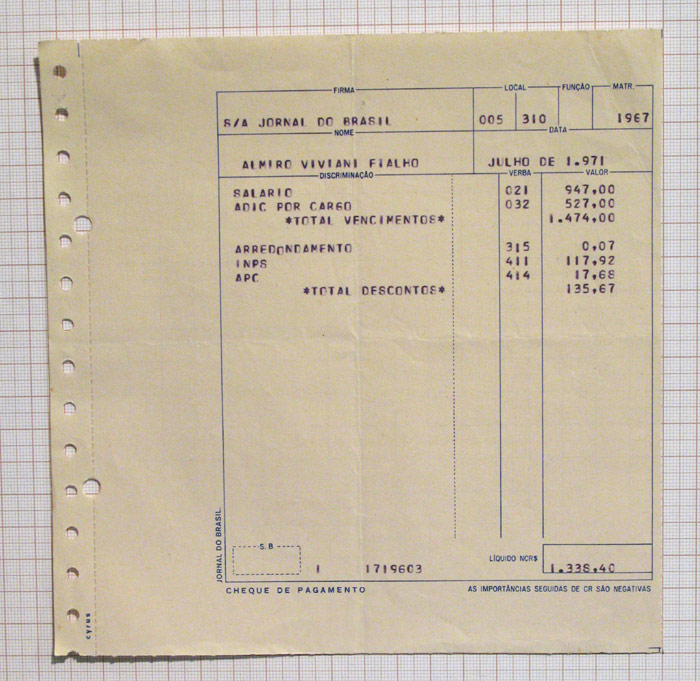 FIRMA LOCAL FUNÇÃO MATR.
S/A JORNAL DO BRASIL 005 310 1967
NOME DATA
ALMIRO VIVIANI FIALHO JULHO DE 1.971
DISCRIMINAÇÃO VERBA VALOR
SALARIO 021 947,00
ADIC POR CARGO 032 527,00
*TOTAL VENCIMENTOS* 1.474,00
ARREDONDAMENTO 315 0,07
INPS 411 117,92
APC 414 17,68
*TOTAL DESCONTOS* 135,67
JORNAL DO BRASIL
S.B
LÍQUIDO NCR$
1 1719603 1.338,40
CHEQUE DE PAGAMENTO AS IMPORTÂNCIAS SEGUIDAS DE CR SÃO NEGATIVAS
cyrus